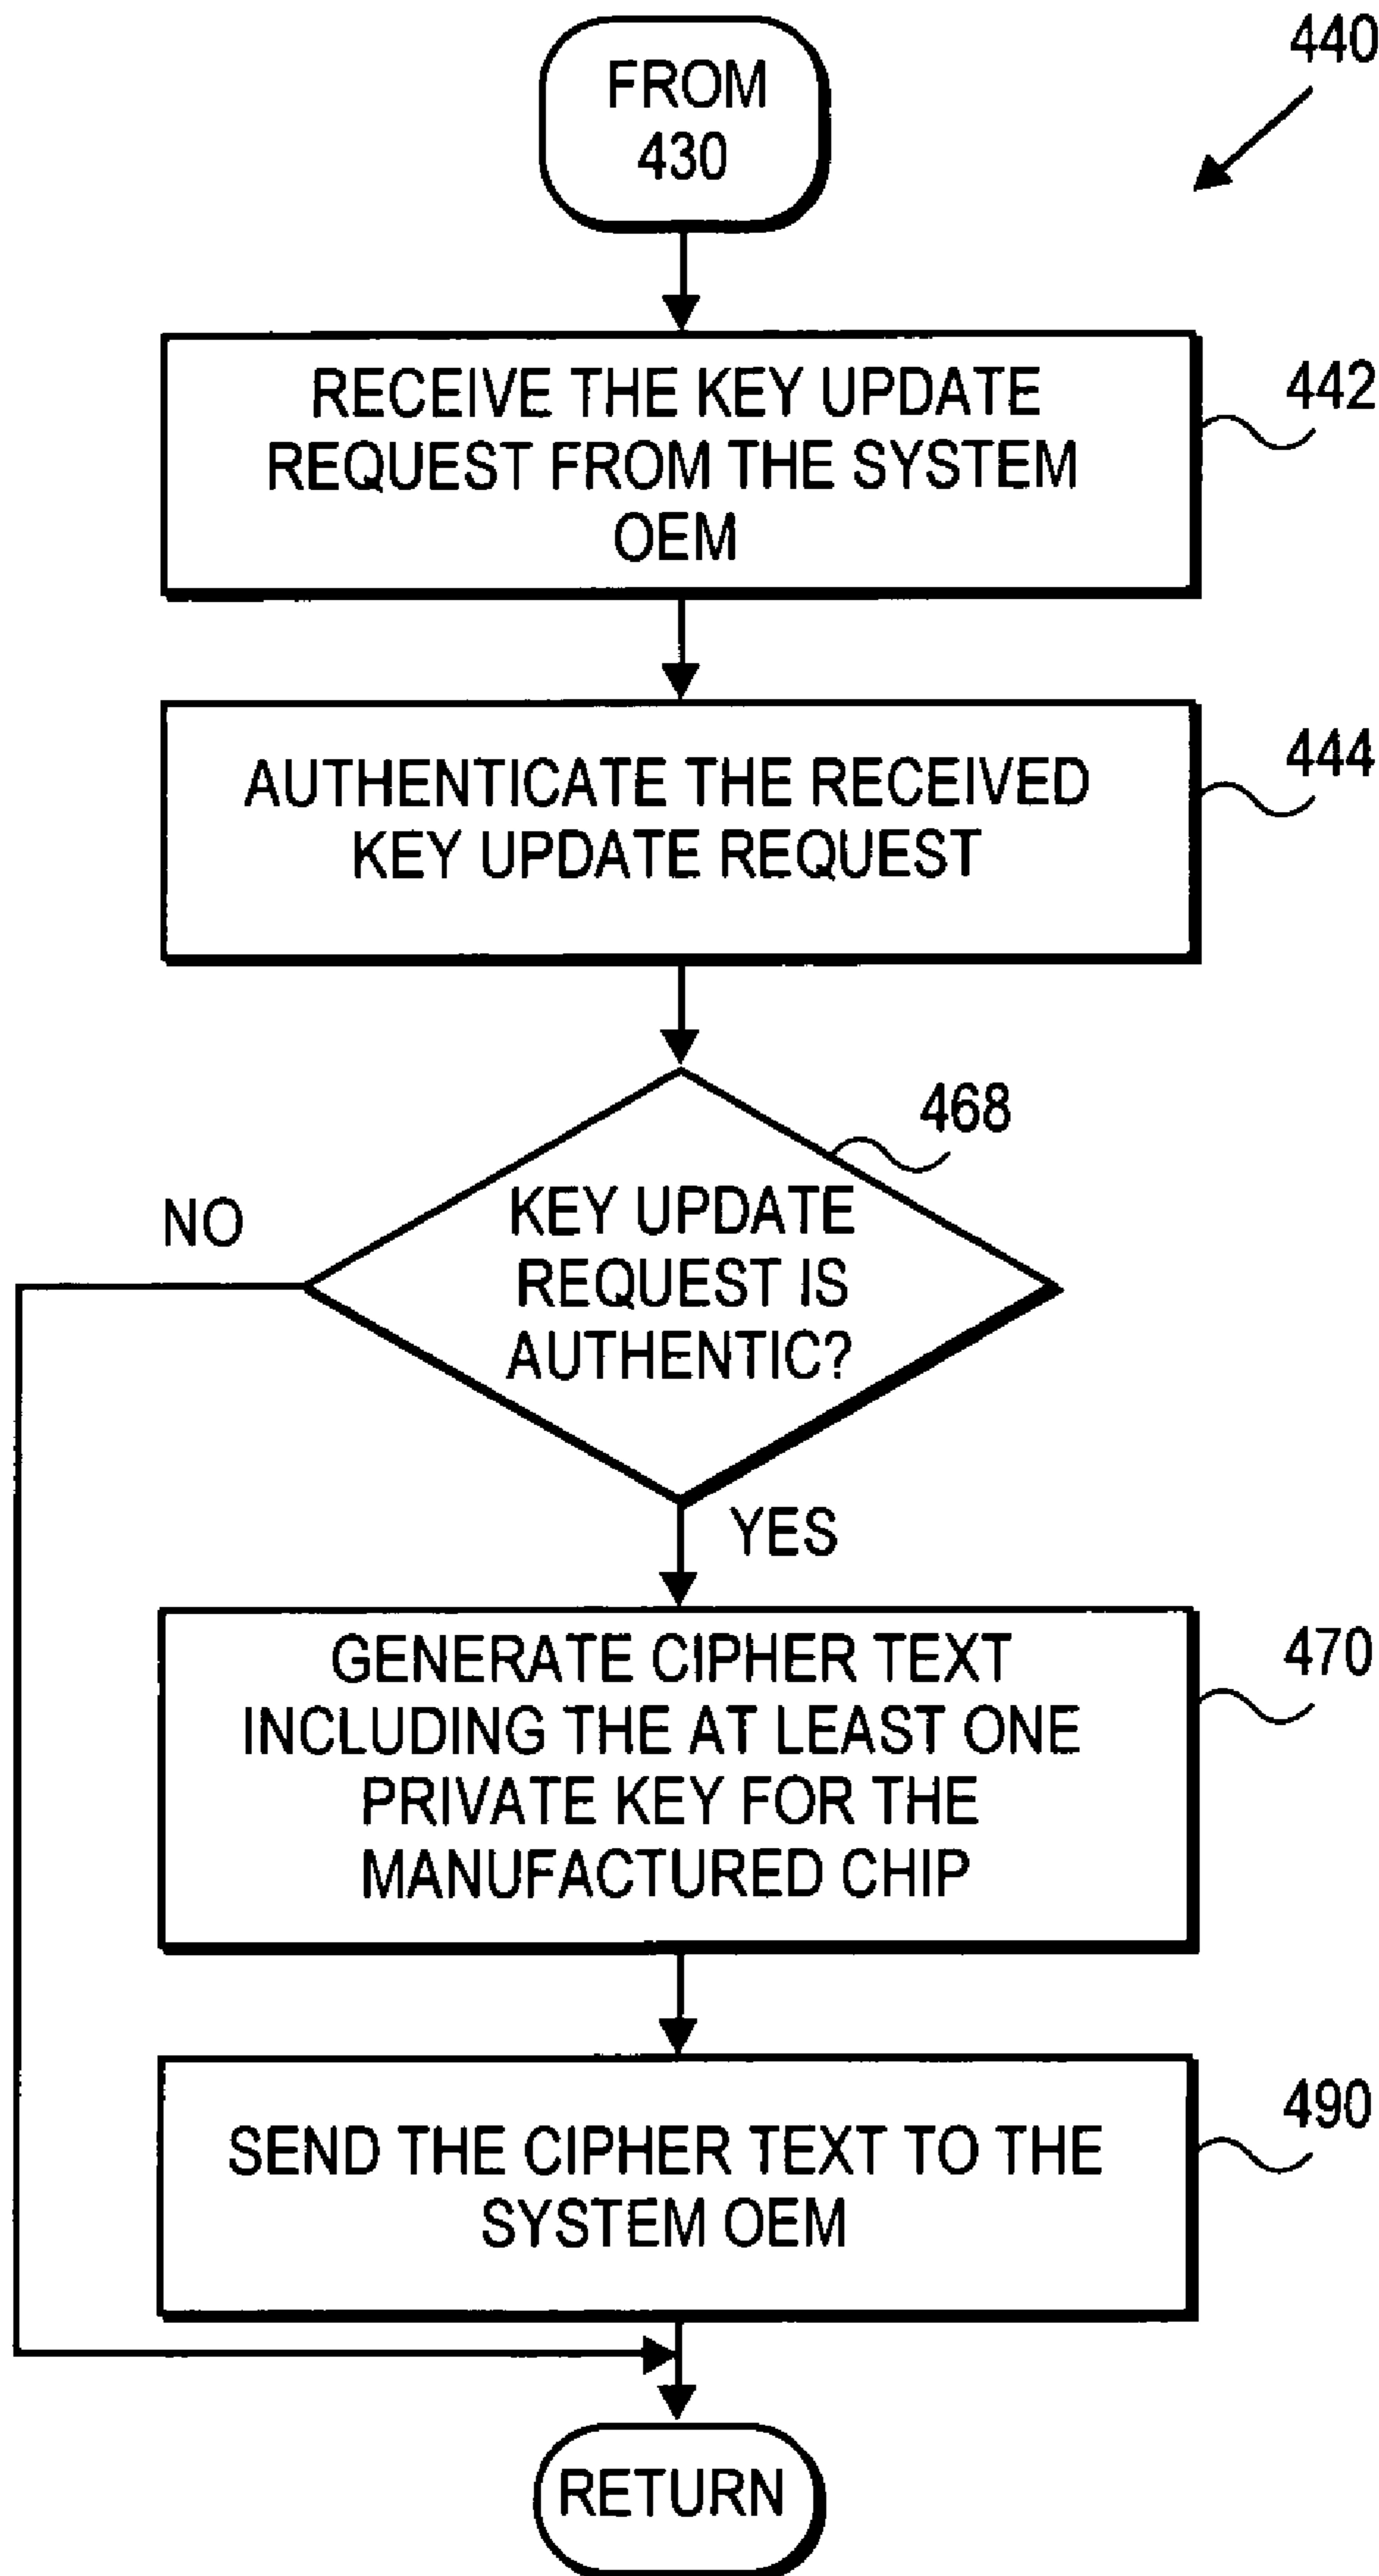 FROM
430
440
RECEIVE THE KEY UPDATE
REQUEST FROM THE SYSTEM
OEM
442
AUTHENTICATE THE RECEIVED
KEY UPDATE REQUEST
444
468
KEY UPDATE
REQUEST IS
AUTHENTIC?
NO
YES
GENERATE CIPHER TEXT
INCLUDING THE AT LEAST ONE
PRIVATE KEY FOR THE
MANUFACTURED CHIP
470
SEND THE CIPHER TEXT TO THE
SYSTEM OEM
490
RETURN